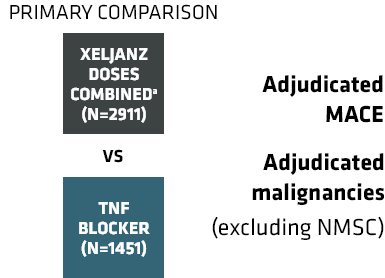 PRIMARY COMPARISON
XELJANZ
DOSES
COMBINEDᵃ
(N=2911)
VS
TNF
BLOCKER
(N=1451)
Adjudicated
MACE
Adjudicated
malignancies
(excluding NMSC)